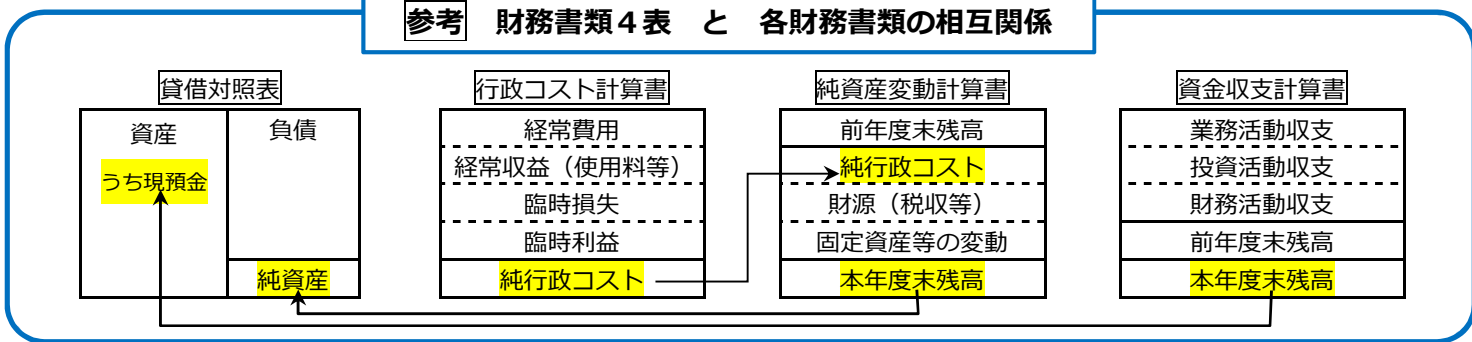 参考　財務書類４表　と　各財務書類の相互関係
貸借対照表
資産
負債
うち現預金
純資産
行政コスト計算書
経常費用
経常収益（使用料等）
臨時損失
臨時利益
純行政コスト
純資産変動計算書
前年度末残高
純行政コスト
財源（税収等）
固定資産等の変動
本年度末残高
資金収支計算書
業務活動収支
投資活動収支
財務活動収支
前年度末残高
本年度末残高